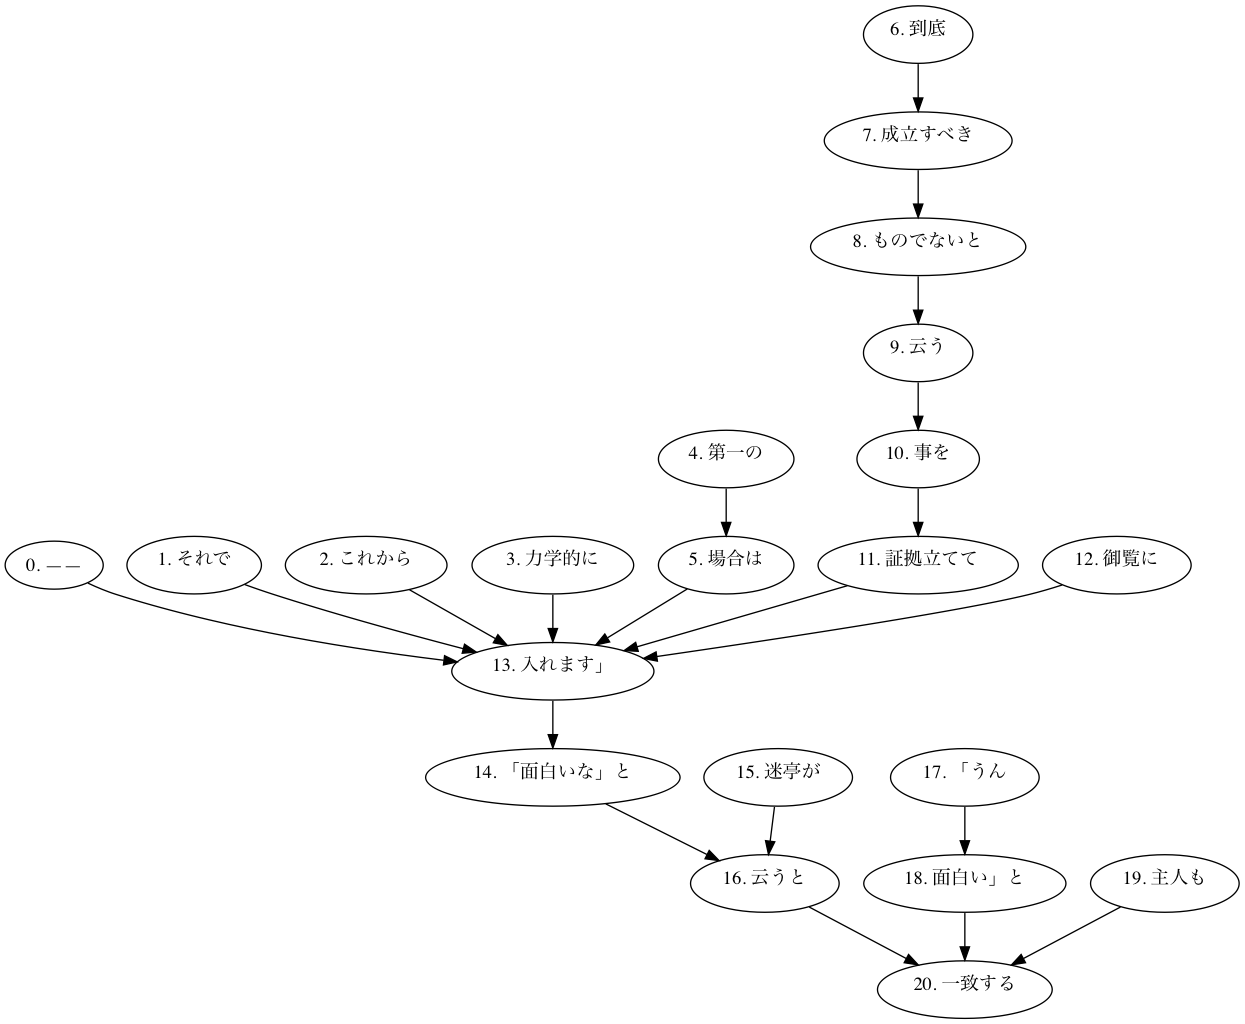 6. 到底
7. 成立すべき
8. ものでないと
9. 云う
4. 第一の
10. 事を
0. ――
1. それで
2. これから
3. 力学的に
5. 場合は
11. 証拠立てて
12. 御覧に
13. 入れます」
14. 「面白いな」と
15. 迷亭が
17. 「うん
16. 云うと
18. 面白い」と
19. 主人も
20. 一致する